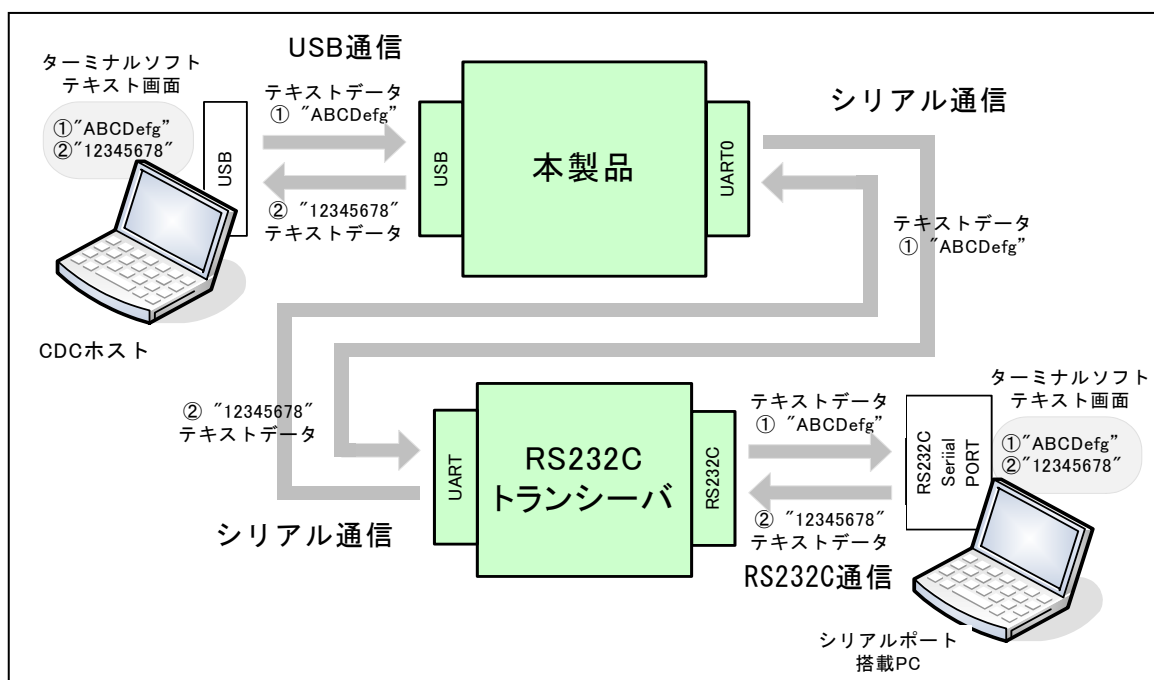 ターミナルソフト
テキスト画面
①"ABCDefg"
②"12345678"
USB
CDCホスト
USB通信
テキストデータ
① "ABCDefg"
② "12345678"
テキストデータ
USB
本製品
UART0
シリアル通信
テキストデータ
① "ABCDefg"
② "12345678"
テキストデータ
シリアル通信
UART
RS232C
トランシーバ
RS232C
テキストデータ
① "ABCDefg"
② "12345678"
テキストデータ
RS232C通信
RS232C
Seriial
PORT
ターミナルソフト
テキスト画面
①"ABCDefg"
②"12345678"
シリアルポート
搭載PC